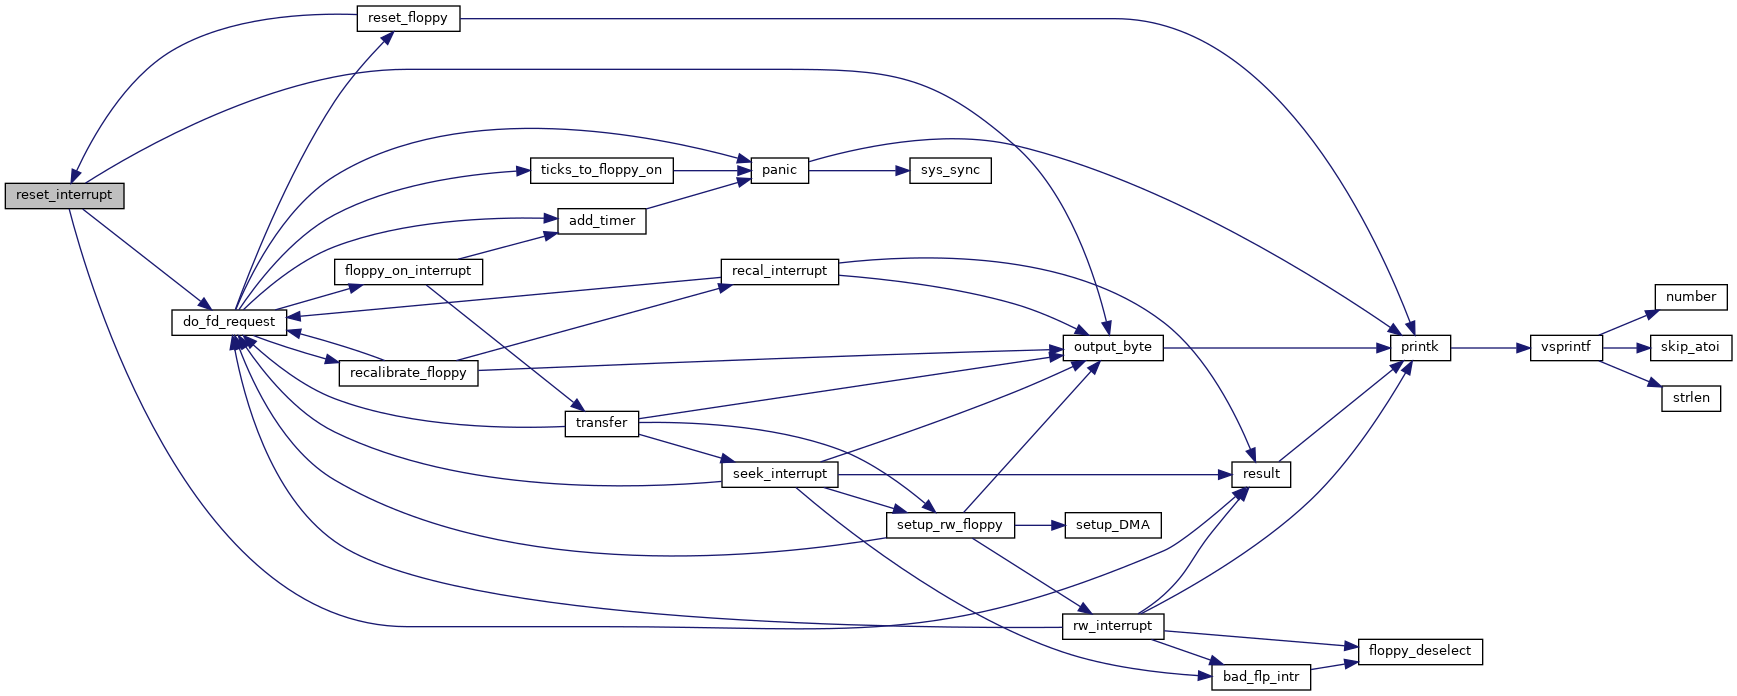 reset_floppy
ticks_to_floppy_on
panic
sys_sync
reset_interrupt
add_timer
floppy_on_interrupt
recal_interrupt
number
do_fd_request
output_byte
printk
vsprintf
skip_atoi
recalibrate_floppy
strlen
transfer
seek_interrupt
result
setup_rw_floppy
setup_DMA
rw_interrupt
floppy_deselect
bad_flp_intr